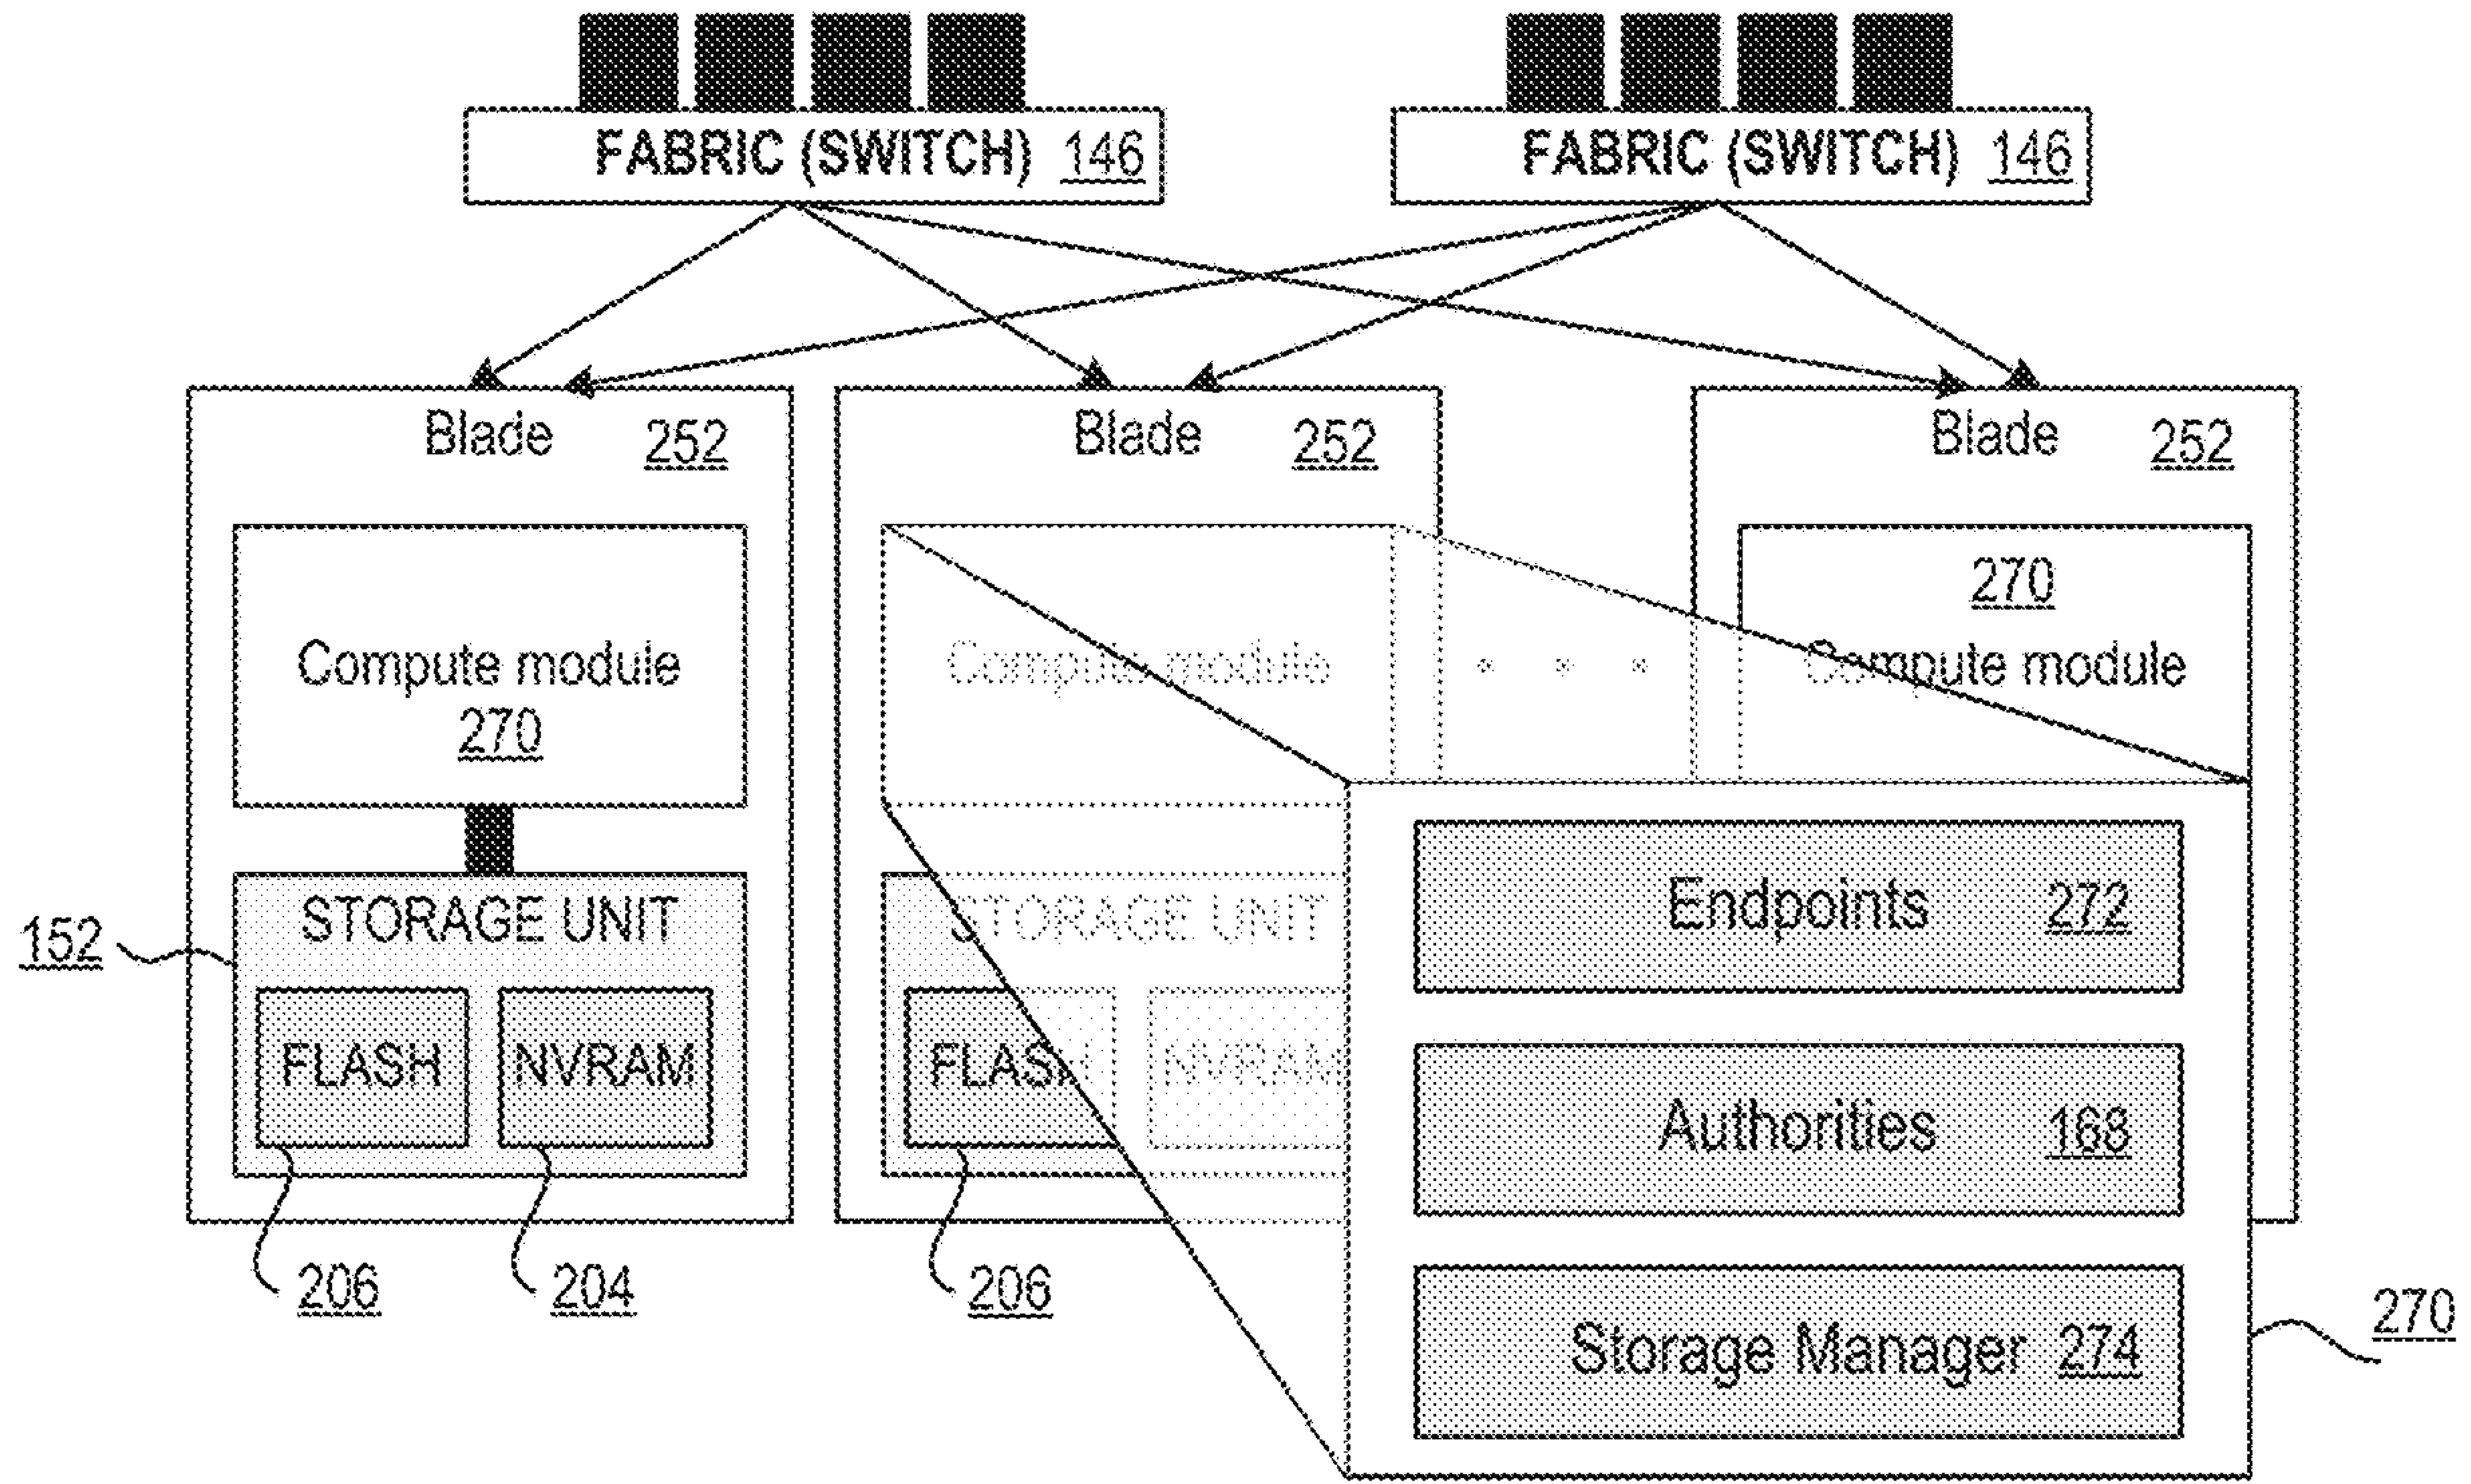 FABRIC (SWITCH) 146
FABRIC (SWITCH) 146
Blade 252
Blade 252
Blade 252
Compute module
270
Compute module
270
Compute module
STORAGE UNIT
152
FLASH
NVRAM
206
204
STORAGE UNIT
FLASH
NVRAM
206
Endpoints 272
Authorities 168
Storage Manager 274
270